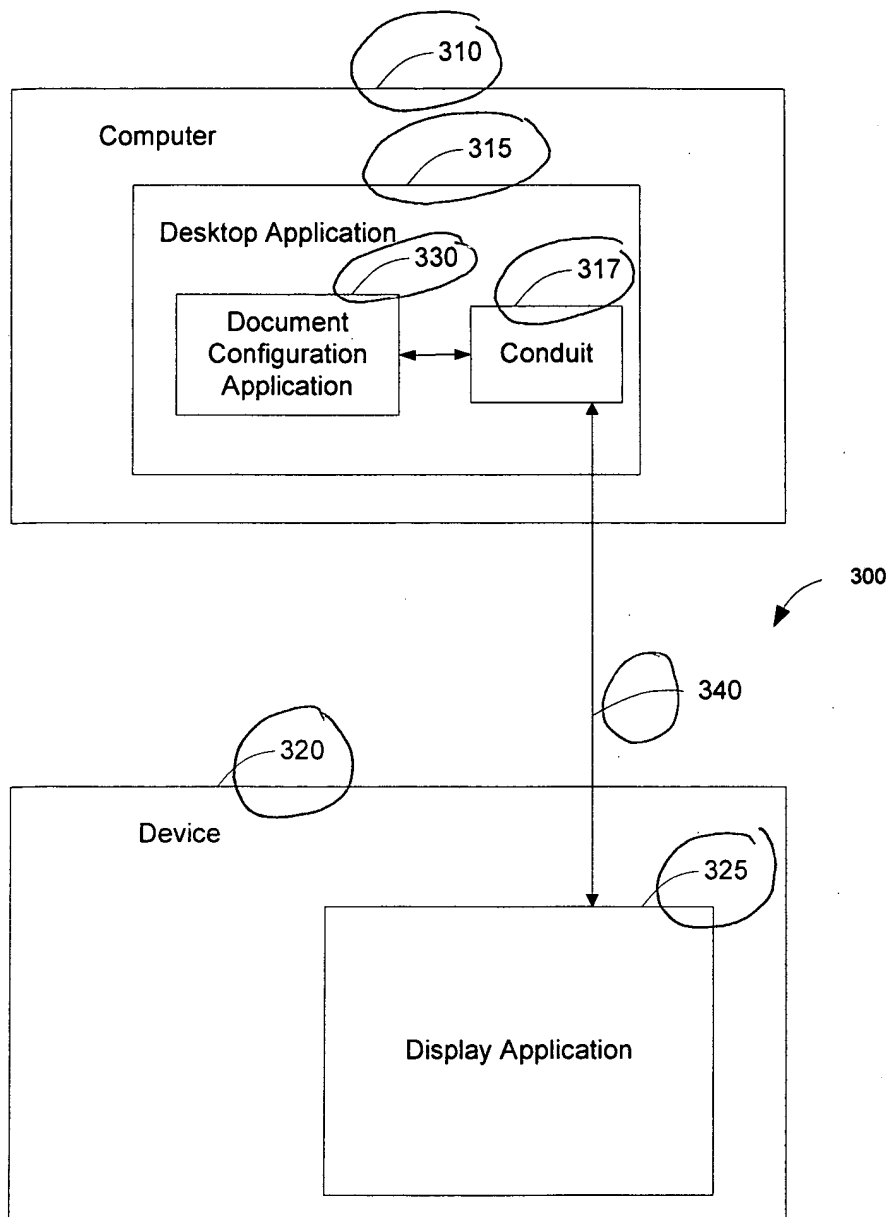 310
Computer
315
Desktop Application
330
317
Document
Configuration
Application
Conduit
300
340
320
Device
325
Display Application